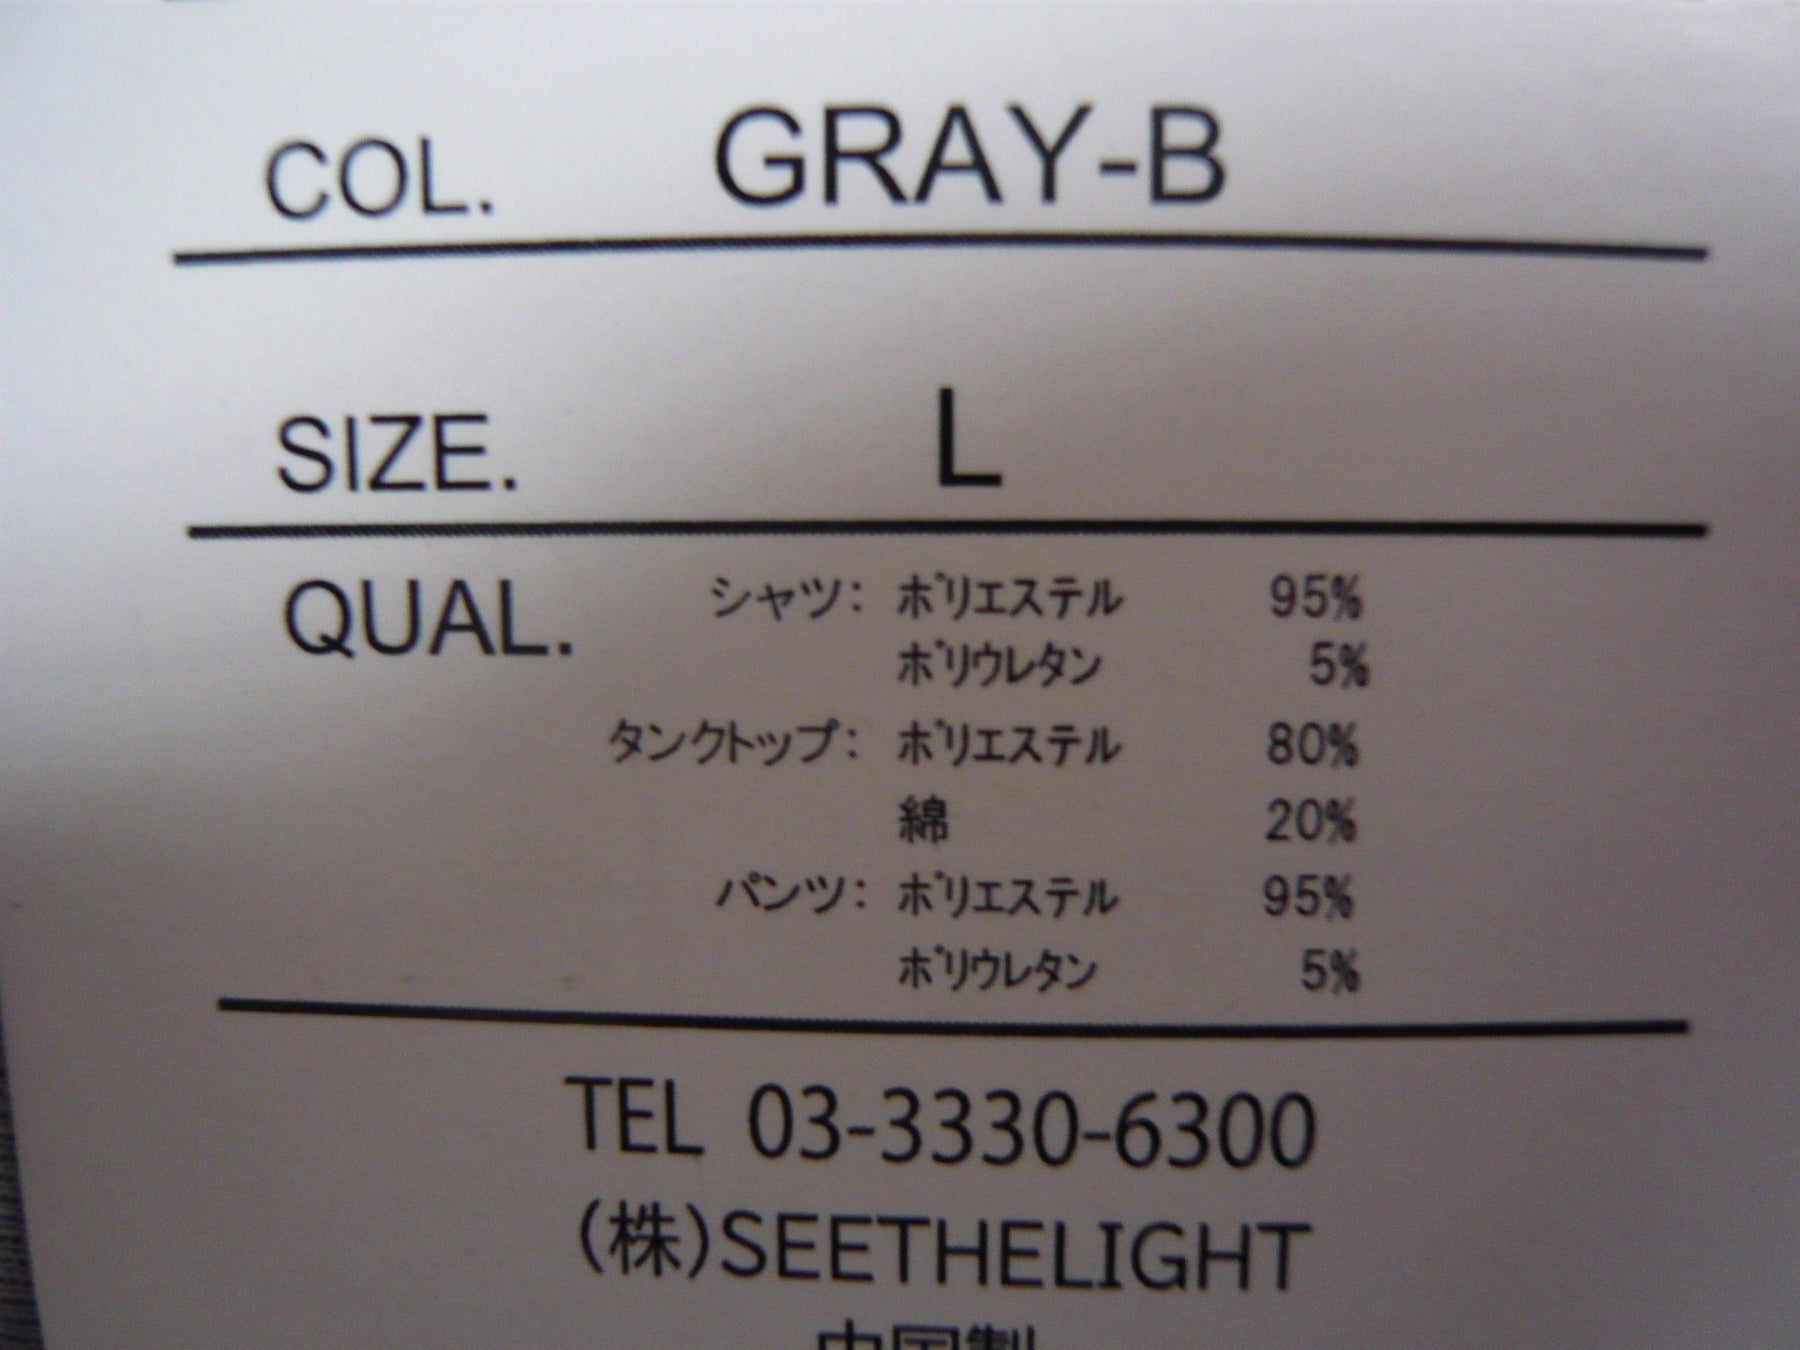 COL. GRAY-B
SIZE. L
QUAL. シャツ: ポリエステル 95%
ポリウレタン 5%
タンクトップ: ポリエステル 80%
綿 20%
パンツ: ポリエステル 95%
ポリウレタン 5%
TEL 03-3330-6300
(株)SEETHELIGHT
中国製